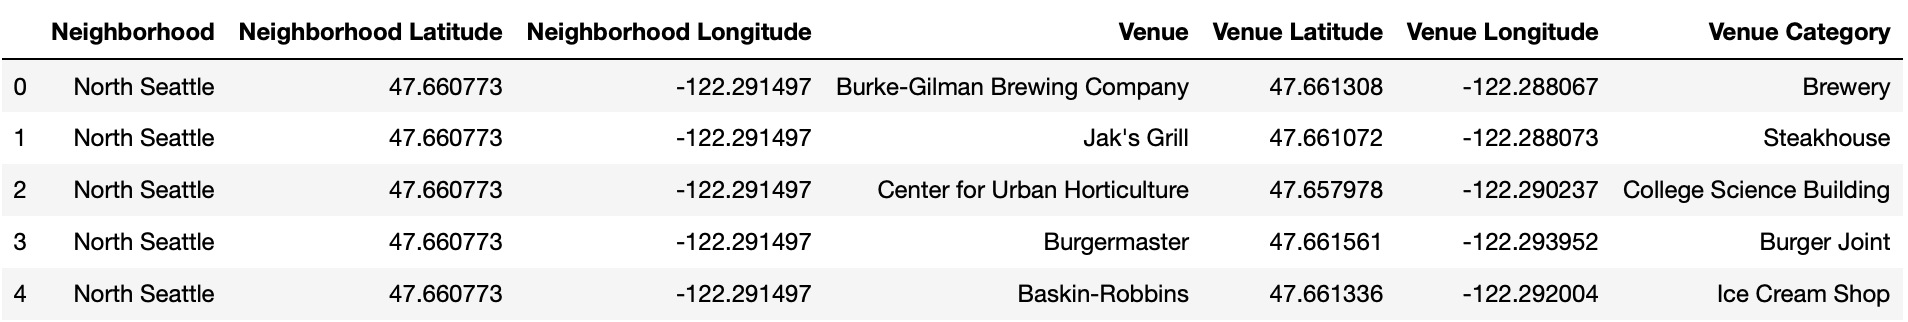 Neighborhood Neighborhood Latitude Neighborhood Longitude Venue Venue Latitude Venue Longitude Venue Category
0 North Seattle 47.660773 -122.291497 Burke-Gilman Brewing Company 47.661308 -122.288067 Brewery
1 North Seattle 47.660773 -122.291497 Jak's Grill 47.661072 -122.288073 Steakhouse
2 North Seattle 47.660773 -122.291497 Center for Urban Horticulture 47.657978 -122.290237 College Science Building
3 North Seattle 47.660773 -122.291497 Burgermaster 47.661561 -122.293952 Burger Joint
4 North Seattle 47.660773 -122.291497 Baskin-Robbins 47.661336 -122.292004 Ice Cream Shop